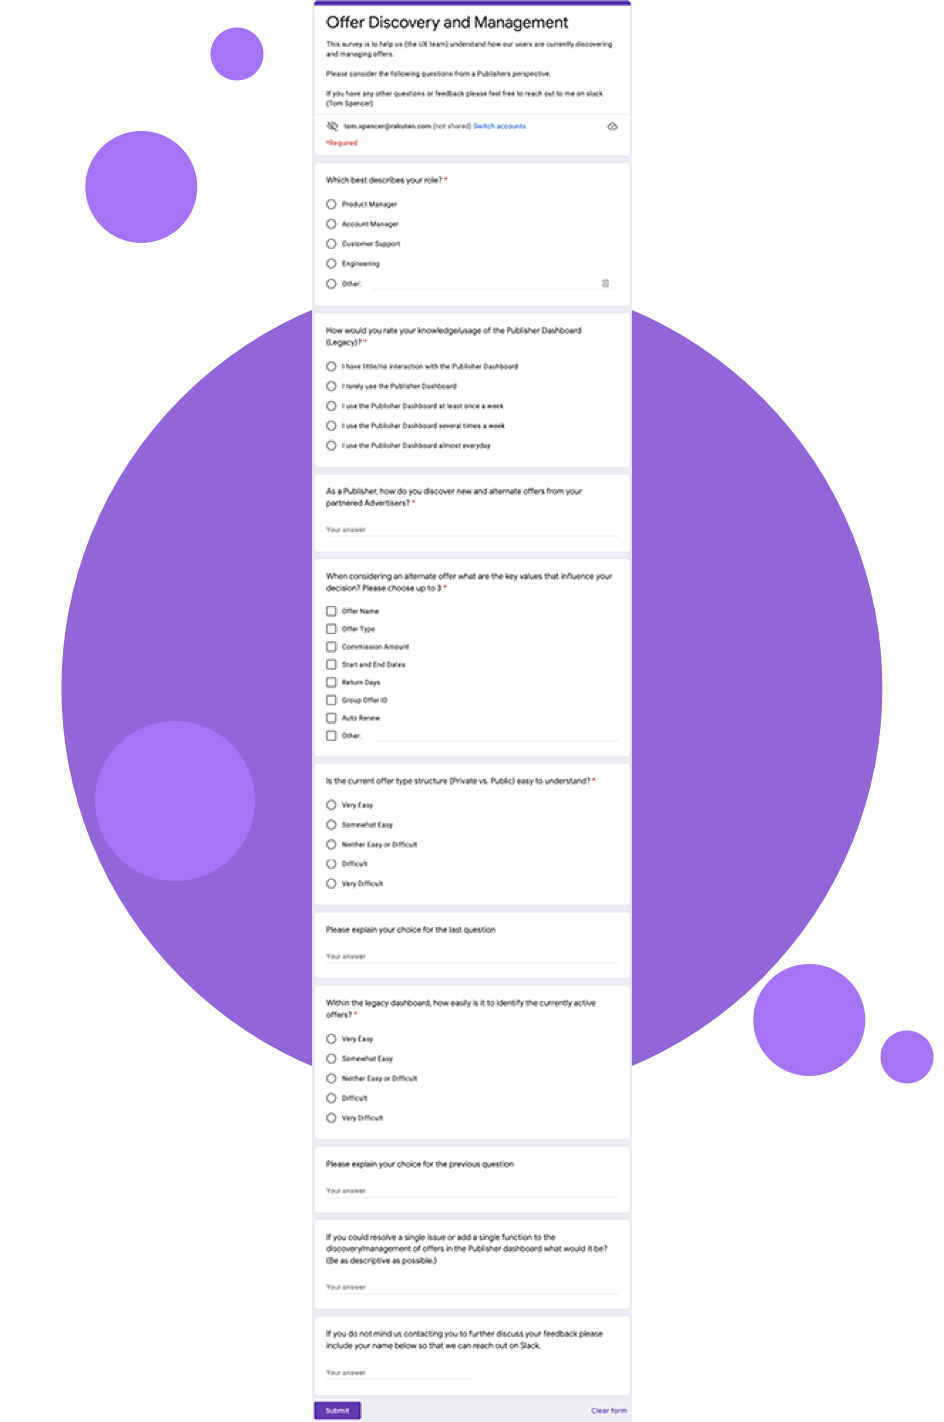 Offer Discovery and Management
This survey is to help us (the UX team) understand how our users are currently discovering
and managing offers.
Please consider the following questions from a Publishers perspective.
If you have any other questions or feedback please feel free to reach out to me on slack
(Tom Spencer)
tom.spencer@rakuten.com (not shared) Switch accounts
*Required
Which best describes your role? *
Product Manager
Account Manager
Customer Support
Engineering
Other:
How would you rate your knowledge/usage of the Publisher Dashboard
(Legacy)? *
I have little/no interaction with the Publisher Dashboard
I rarely use the Publisher Dashboard
I use the Publisher Dashboard at least once a week
I use the Publisher Dashboard several times a week
I use the Publisher Dashboard almost everyday
As a Publisher, how do you discover new and alternate offers from your
partnered Advertisers? *
Your answer
When considering an alternate offer what are the key values that influence your
decision? Please choose up to 3 *
Offer Name
Offer Type
Commission Amount
Start and End Dates
Return Days
Group Offer ID
Auto Renew
Other:
Is the current offer type structure (Private vs. Public) easy to understand? *
Very Easy
Somewhat Easy
Neither Easy or Difficult
Difficult
Very Difficult
Please explain your choice for the last question
Your answer
Within the legacy dashboard, how easily is it to identify the currently active
offers? *
Very Easy
Somewhat Easy
Neither Easy or Difficult
Difficult
Very Difficult
Please explain your choice for the previous question
Your answer
If you could resolve a single issue or add a single function to the
discovery/management of offers in the Publisher dashboard what would it be?
(Be as descriptive as possible.)
Your answer
If you do not mind us contacting you to further discuss your feedback please
include your name below so that we can reach out on Slack.
Your answer
Submit
Clear form